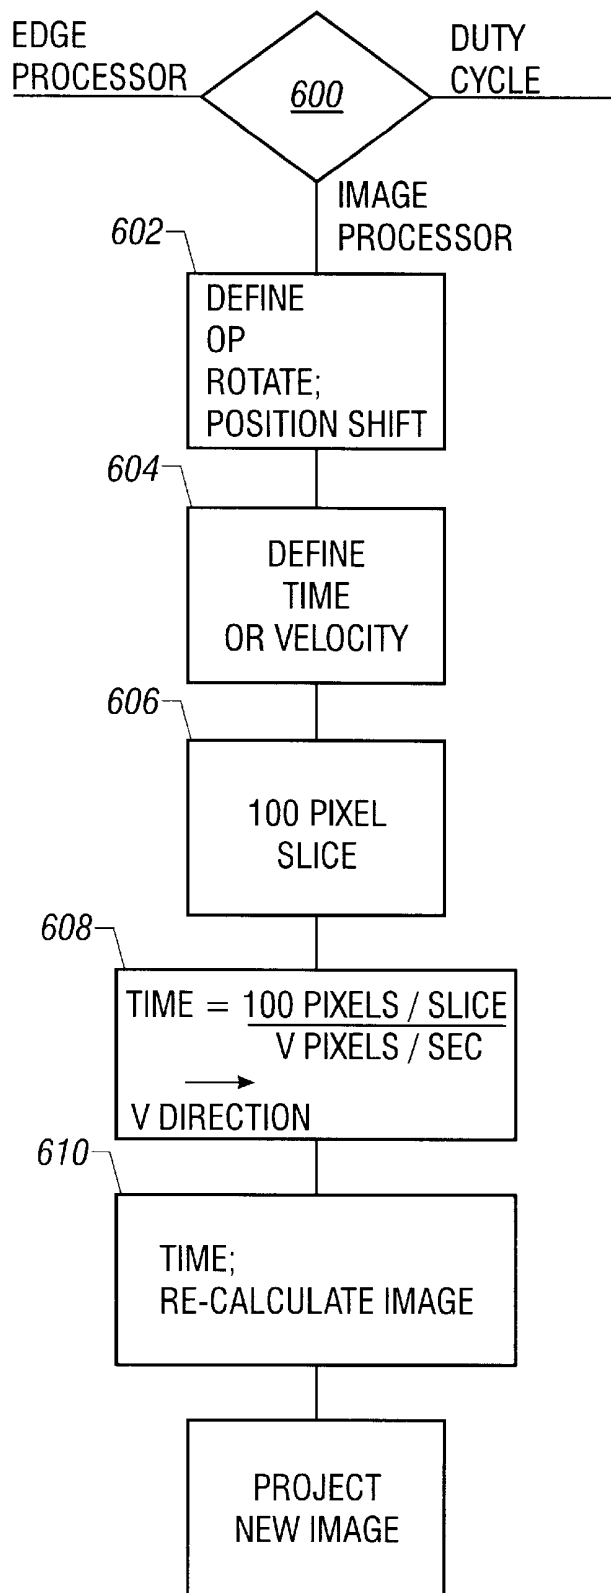 EDGE
PROCESSOR
600
DUTY
CYCLE
IMAGE
PROCESSOR
602
DEFINE
OP
ROTATE;
POSITION SHIFT
604
DEFINE
TIME
OR VELOCITY
606
100 PIXEL
SLICE
608
TIME = 100 PIXELS / SLICE
V PIXELS / SEC
→
V DIRECTION
610
TIME;
RE-CALCULATE IMAGE
PROJECT
NEW IMAGE